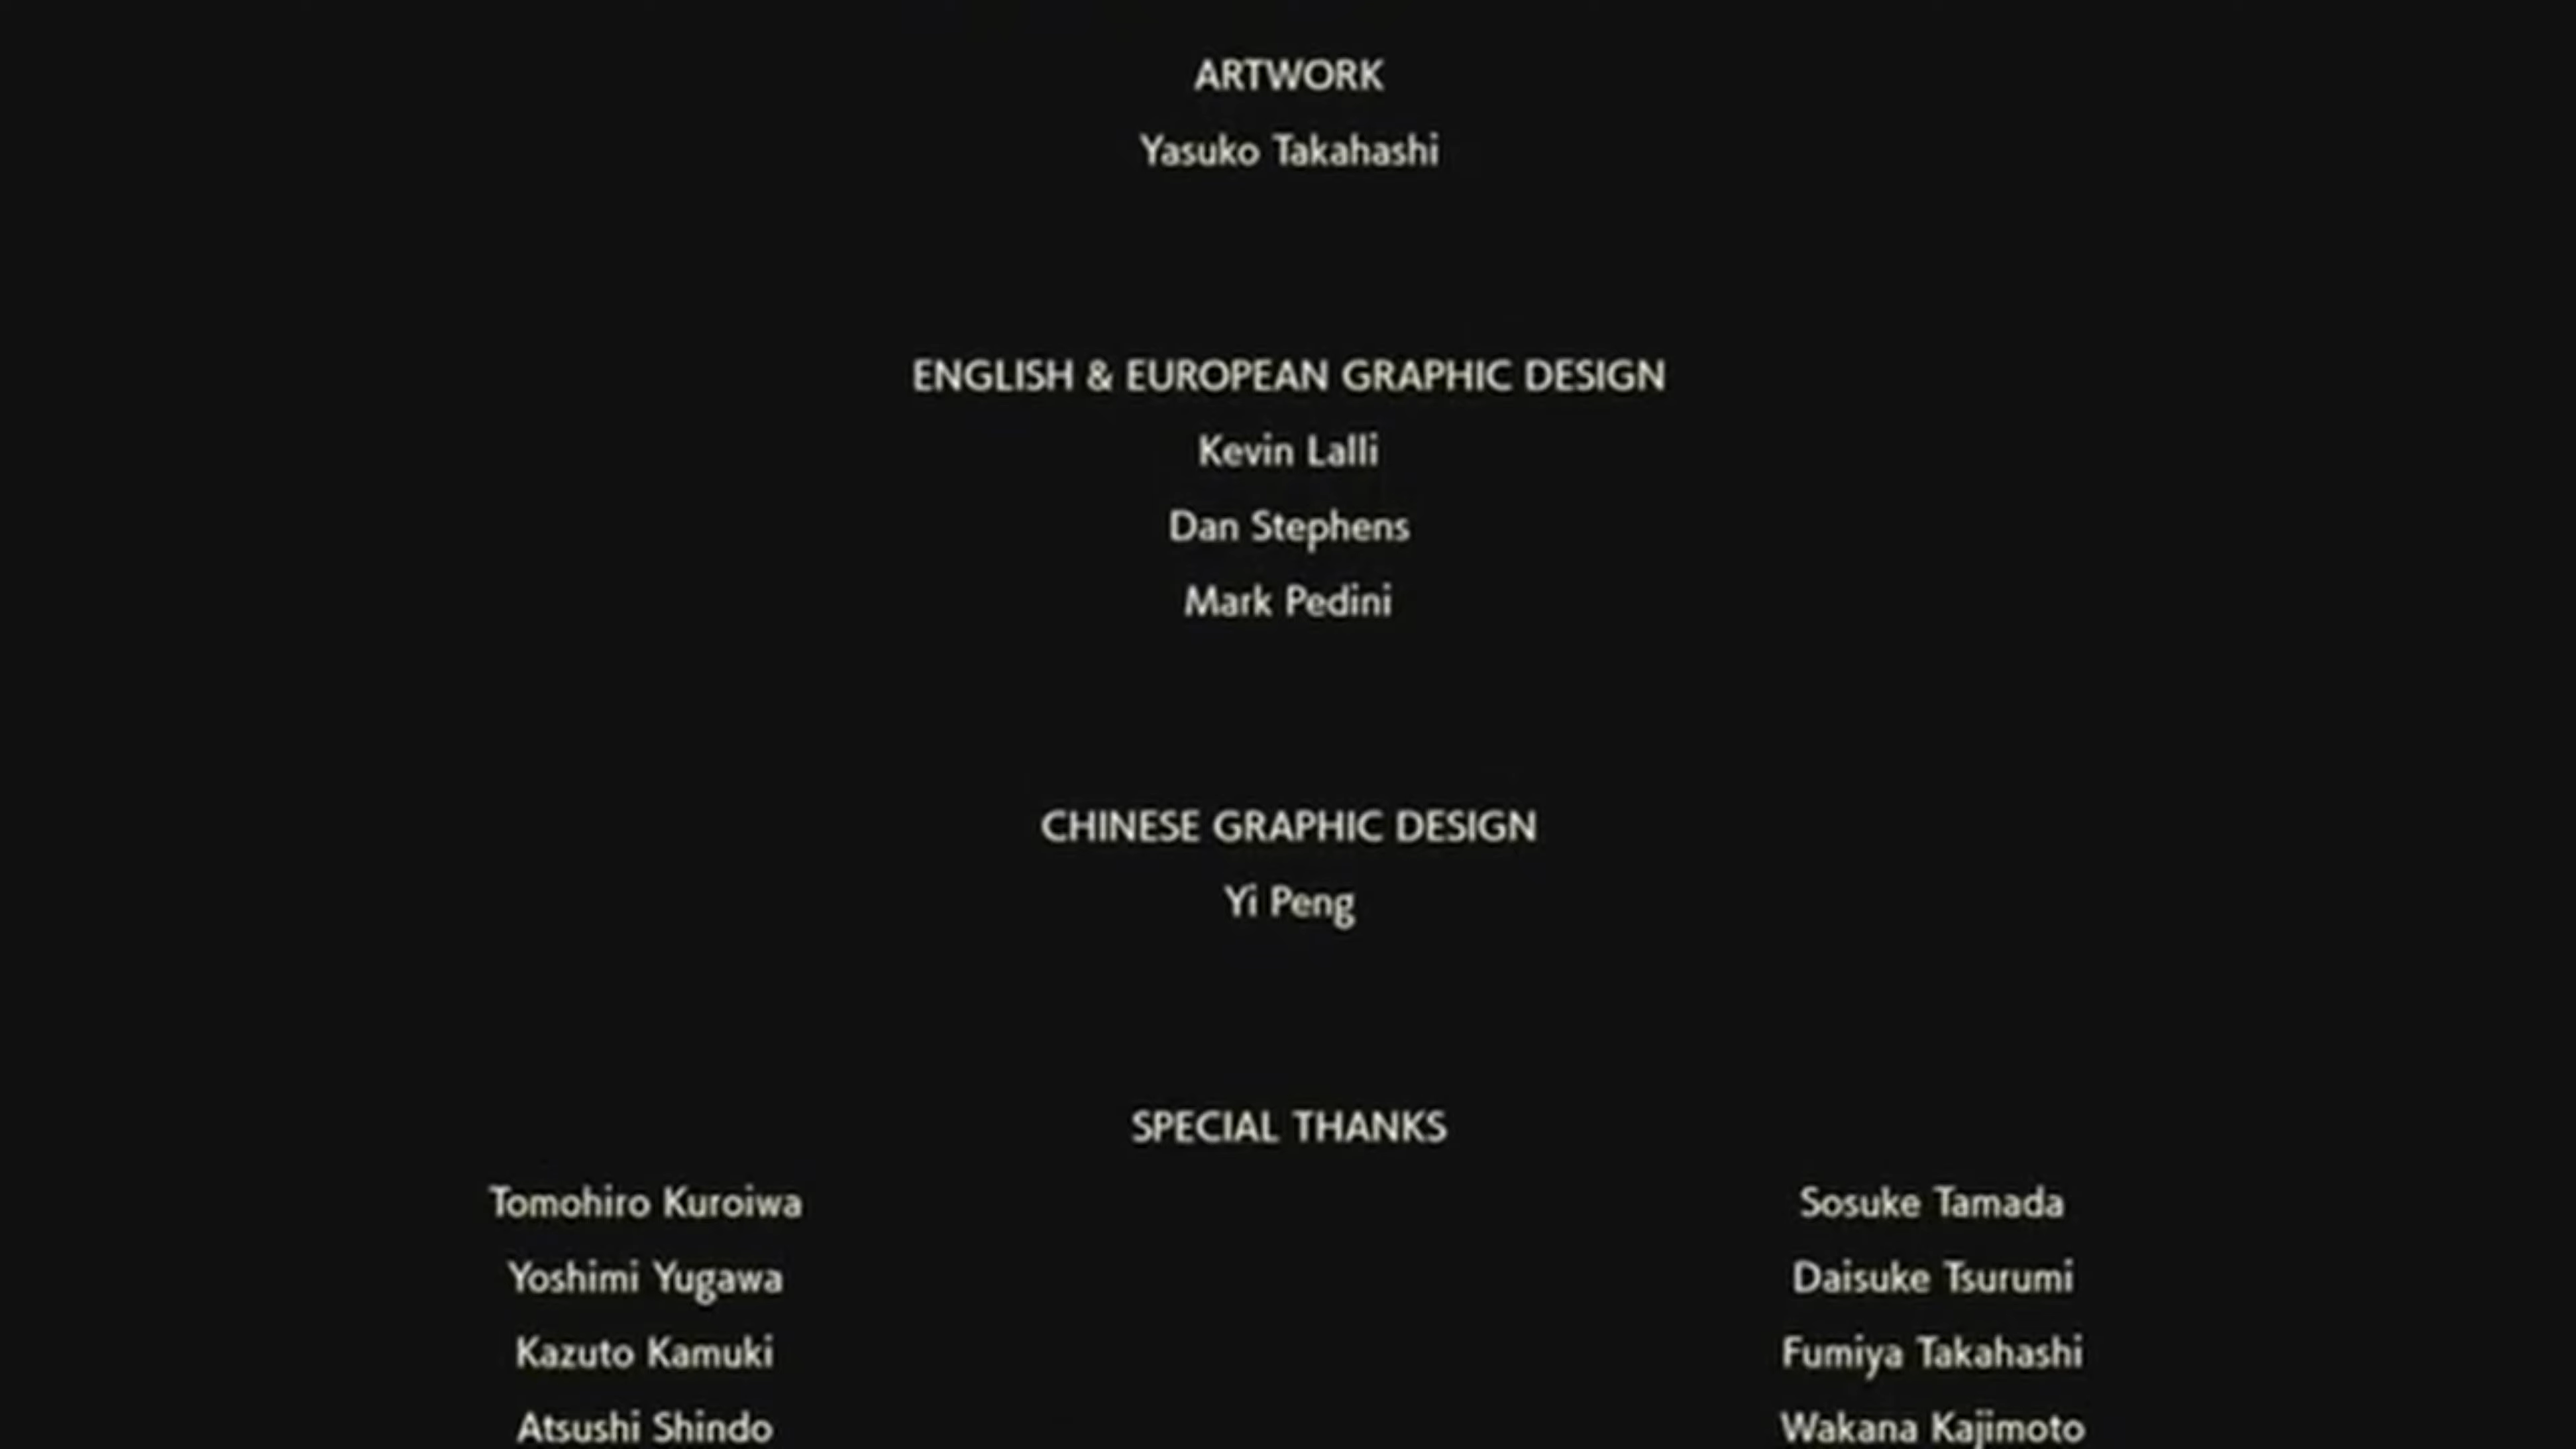 ARTWORK
Yasuko Takahashi
ENGLISH & EUROPEAN GRAPHIC DESIGN
Kevin Lalli
Dan Stephens
Mark Pedini
CHINESE GRAPHIC DESIGN
Yi Peng
SPECIAL THANKS
Tomohiro Kuroiwa
Sosuke Tamada
Yoshimi Yugawa
Daisuke Tsurumi
Kazuto Kamuki
Fumiya Takahashi
Atsushi Shindo
Wakana Kajimoto